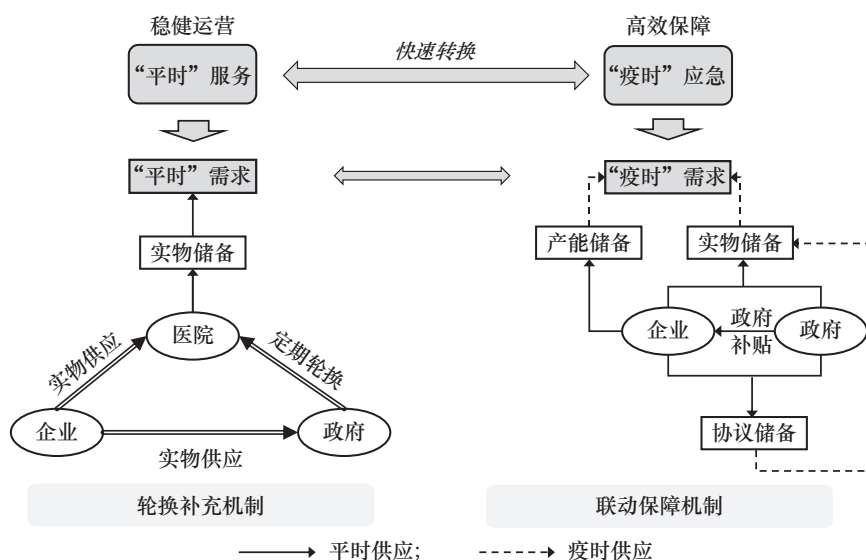 稳健运营
高效保障
“平时”服务
快速转换
“疫时”应急
“平时”需求
“疫时”需求
实物储备
产能储备
实物储备
医院
企业
政府
补贴
政府
实物供应
定期轮换
企业
政府
实物供应
协议储备
轮换补充机制
联动保障机制
平时供应;
疫时供应